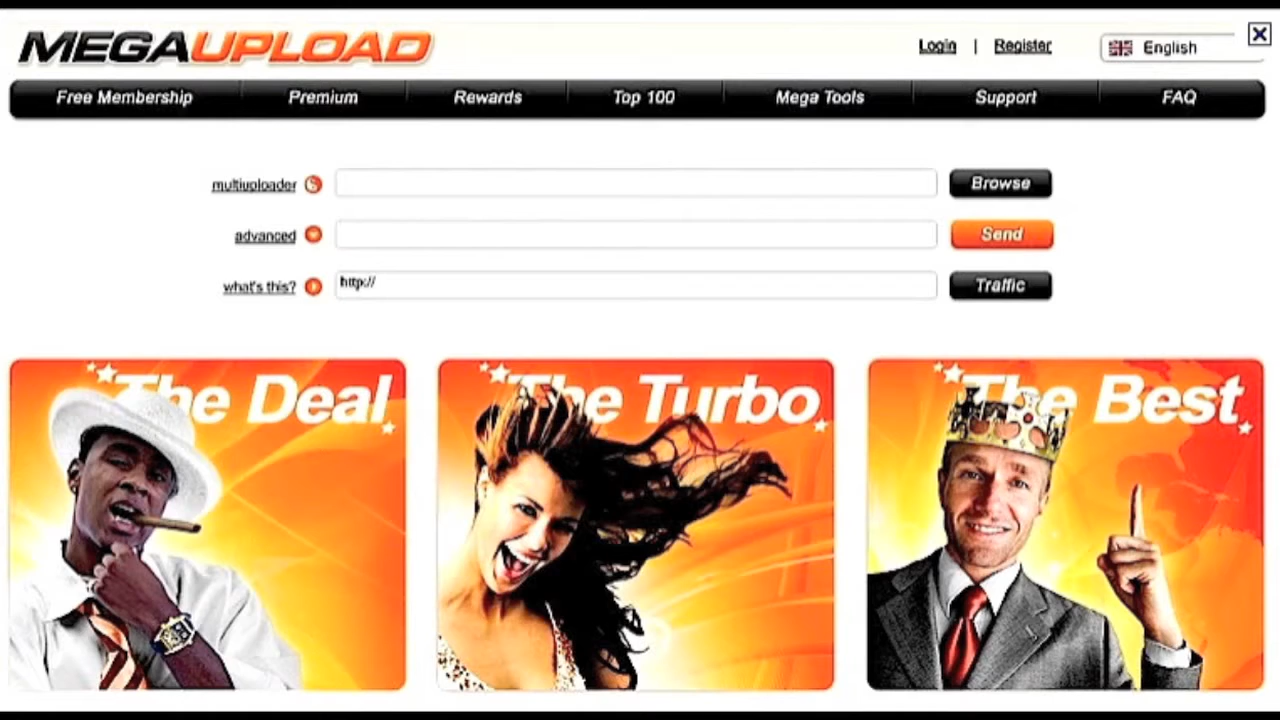 MEGAUPLOAD
Login | Register
English
Free Membership
Premium
Rewards
Top 100
Mega Tools
Support
FAQ
multiuploader
Browse
advanced
Send
what's this?
http://
Traffic
The Deal
The Turbo
The Best